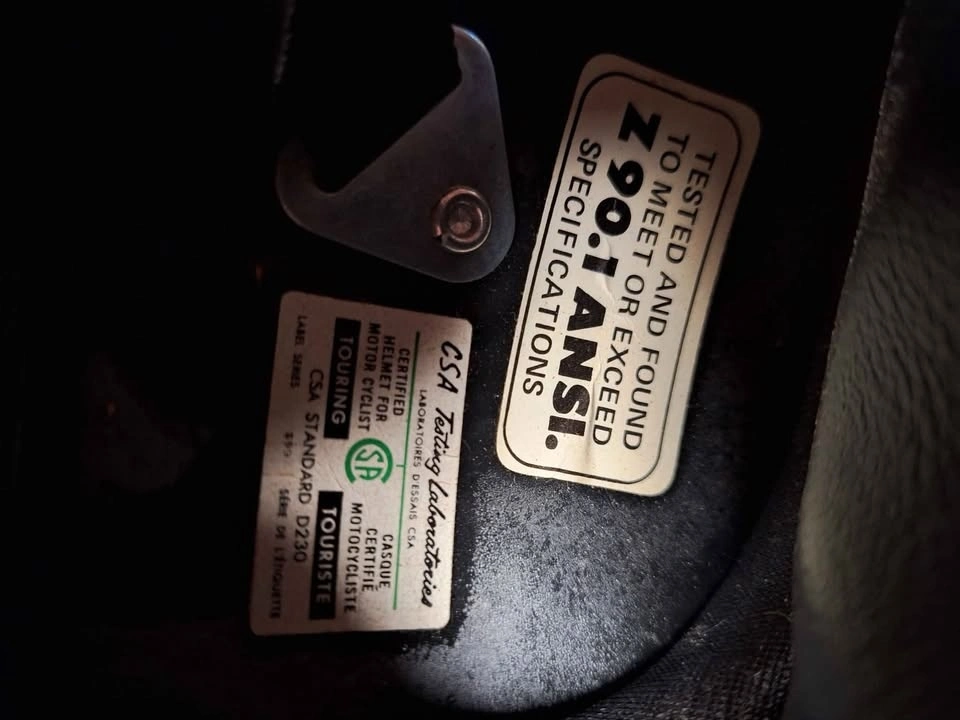 TESTED AND FOUND
TO MEET OR EXCEED
Z 90.1 ANSI.
SPECIFICATIONS
CSA Testing Laboratories
LABORATOIRES D'ESSAIS CSA
CERTIFIED
HELMET FOR
MOTOR CYCLIST
TOURING
SA
CASQUE
CERTIFIÉ
MOTOCYCLISTE
TOURISTE
CSA STANDARD D230
LABEL SERIES
SÉRIE DE L'ÉTIQUETTE